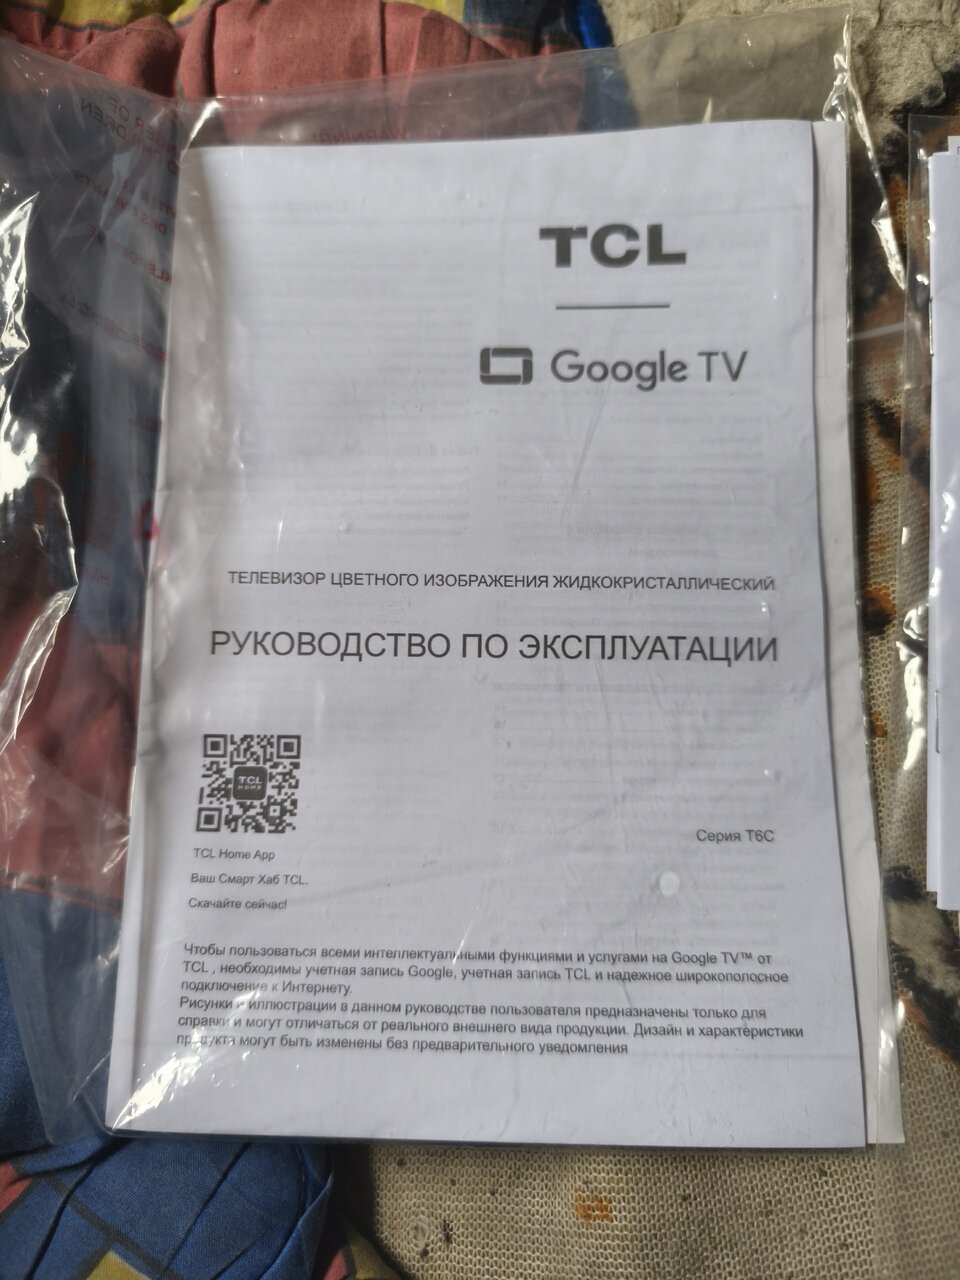 WARNING!
TCL
Google TV
ТЕЛЕВИЗОР ЦВЕТНОГО ИЗОБРАЖЕНИЯ ЖИДКОКРИСТАЛЛИЧЕСКИЙ
РУКОВОДСТВО ПО ЭКСПЛУАТАЦИИ
TCL
HOME
Серия T6C
TCL Home App
Ваш Смарт Хаб TCL.
Скачайте сейчас!
Чтобы пользоваться всеми интеллектуальными функциями и услугами на Google TV™ от
TCL , необходимы учетная запись Google, учетная запись TCL и надежное широкополосное
подключение к Интернету.
Рисунки и иллюстрации в данном руководстве пользователя предназначены только для
справки и могут отличаться от реального внешнего вида продукции. Дизайн и характеристики
продукта могут быть изменены без предварительного уведомления